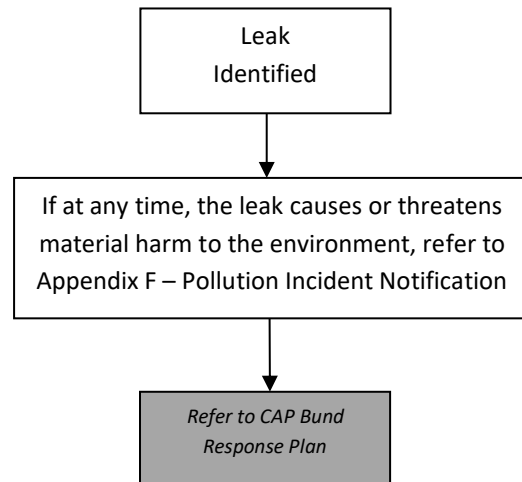 Leak
Identified
If at any time, the leak causes or threatens
material harm to the environment, refer to
Appendix F – Pollution Incident Notification
Refer to CAP Bund
Response Plan